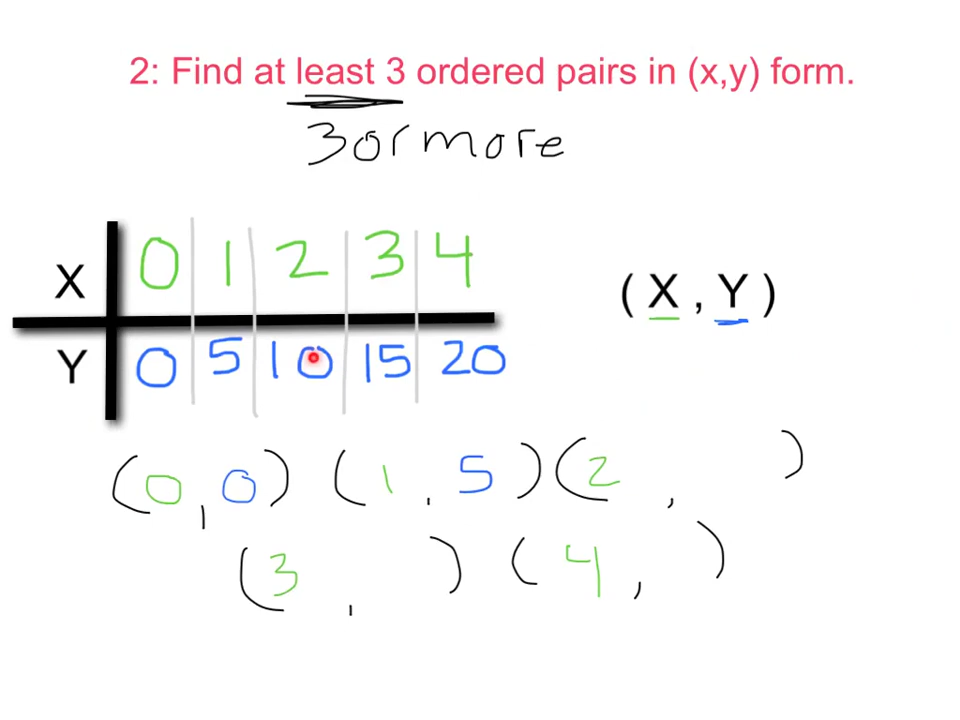 2: Find at least 3 ordered pairs in (x,y) form.
3 or more
X 0 1 2 3 4
( X , Y )
Y 0 5 10 15 20
(0,0) (1,5) (2, )
(3, ) (4, )